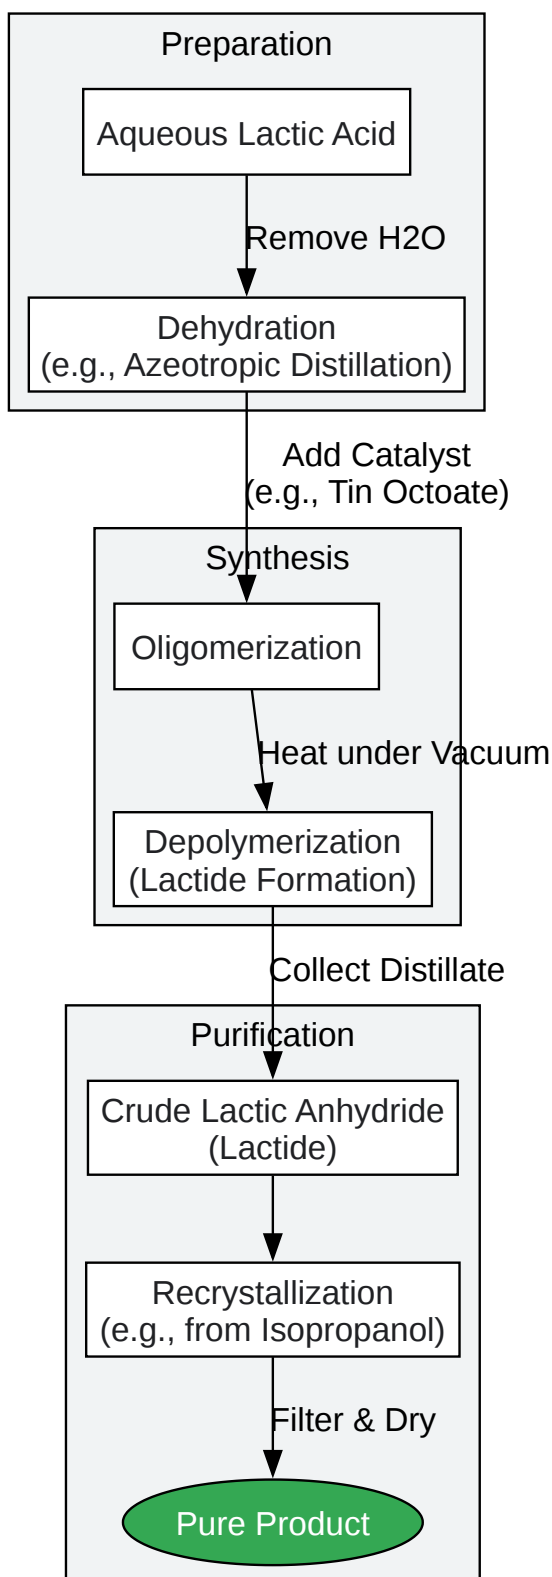 Preparation
Aqueous Lactic Acid
Remove H2O
Dehydration
(e.g., Azeotropic Distillation)
Add Catalyst
(e.g., Tin Octoate)
Synthesis
Oligomerization
Heat under Vacuum
Depolymerization
(Lactide Formation)
Collect Distillate
Purification
Crude Lactic Anhydride
(Lactide)
Recrystallization
(e.g., from Isopropanol)
Filter & Dry
Pure Product